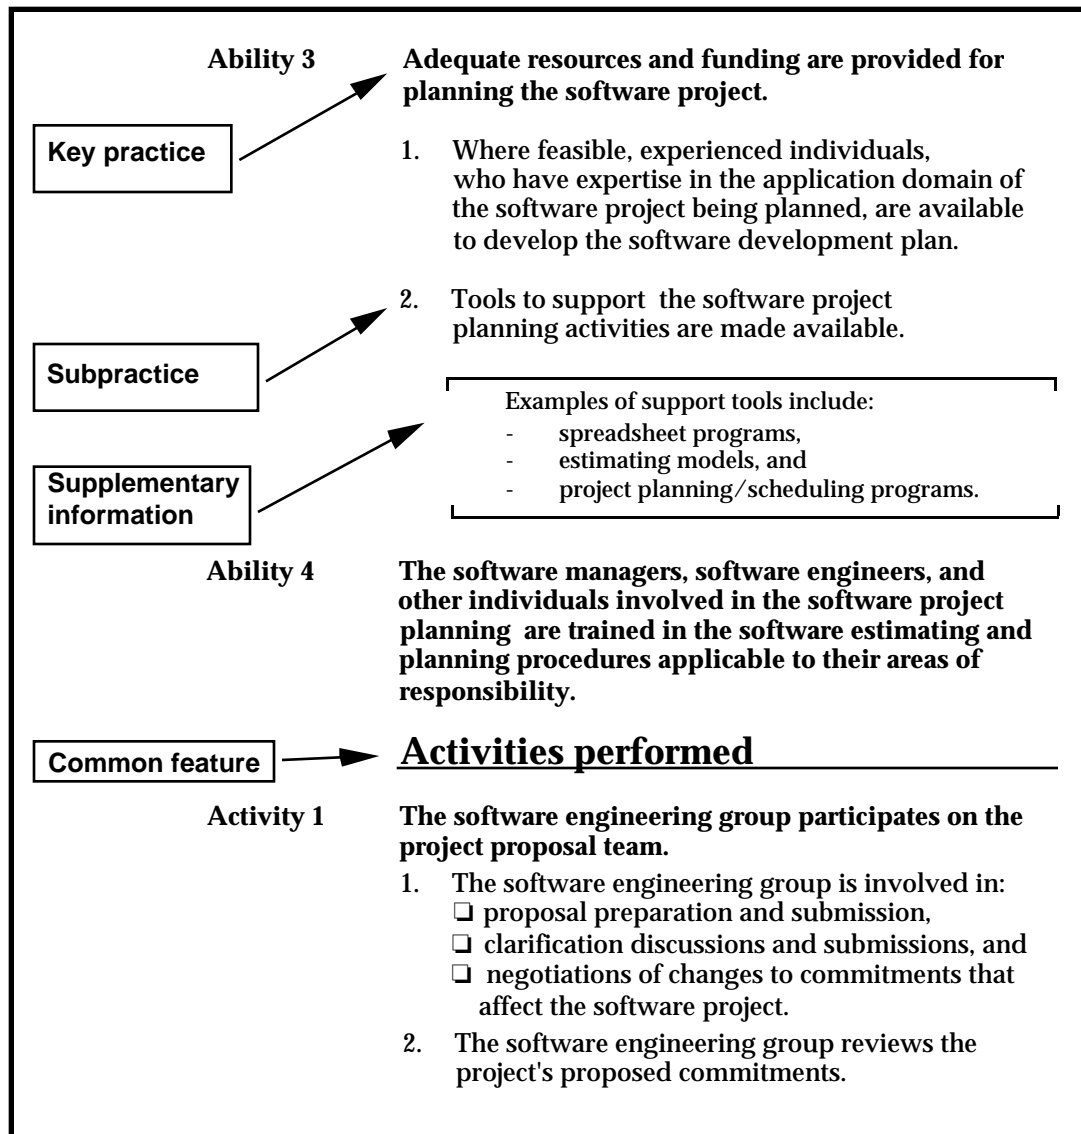 Ability 3 Adequate resources and funding are provided for
planning the software project.
Key practice
1. Where feasible, experienced individuals,
who have expertise in the application domain of
the software project being planned, are available
to develop the software development plan.
2. Tools to support the software project
planning activities are made available.
Subpractice
Examples of support tools include:
- spreadsheet programs,
- estimating models, and
- project planning/scheduling programs.
Supplementary
information
Ability 4 The software managers, software engineers, and
other individuals involved in the software project
planning are trained in the software estimating and
planning procedures applicable to their areas of
responsibility.
Common feature
Activities performed
Activity 1 The software engineering group participates on the
project proposal team.
1. The software engineering group is involved in:
❏ proposal preparation and submission,
❏ clarification discussions and submissions, and
❏ negotiations of changes to commitments that
affect the software project.
2. The software engineering group reviews the
project's proposed commitments.